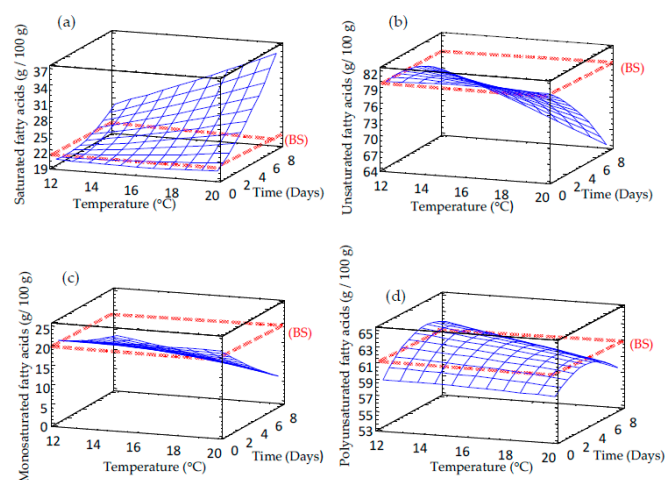 (a)
Saturated fatty acids (g / 100 g)
37
34
31
28
25
22
19
12 14 16 18 20
Temperature (°C)
0 2 4 6 8
Time (Days)
(BS)
(b)
Unsaturated fatty acids (g / 100 g)
82
79
76
73
70
67
64
12 14 16 18 20
Temperature (°C)
0 2 4 6 8
Time (Days)
(BS)
(c)
Monosaturated fatty acids (g / 100 g)
25
20
15
10
5
0
12 14 16 18 20
Temperature (°C)
0 2 4 6 8
Time (Days)
(BS)
(d)
Polyunsaturated fatty acids (g / 100 g)
65
63
61
59
57
55
53
12 14 16 18 20
Temperature (°C)
0 2 4 6 8
Time (Days)
(BS)